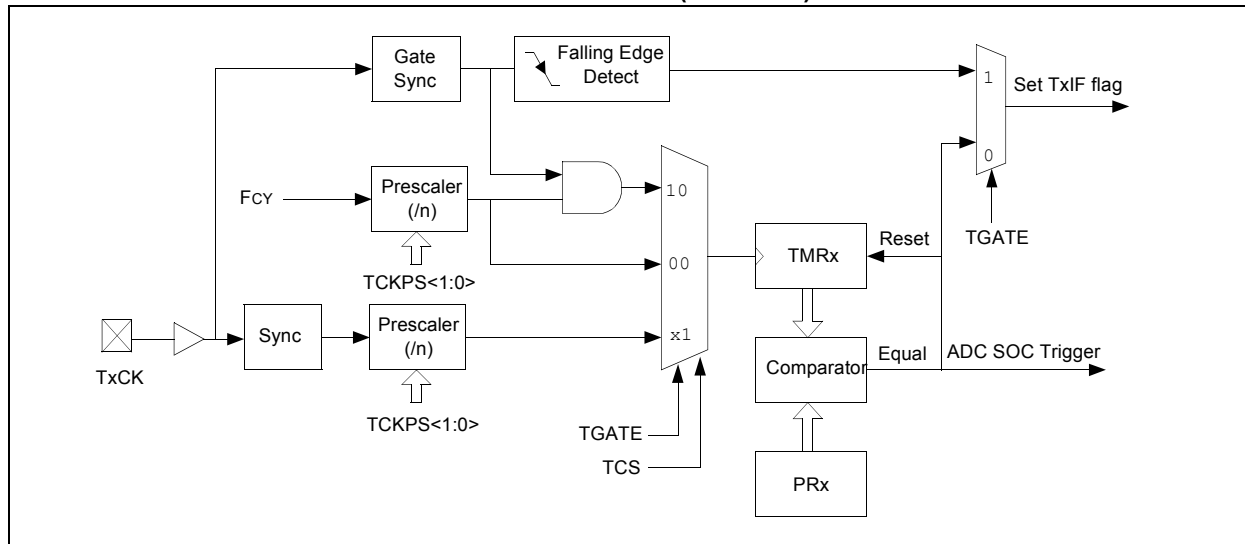 Gate
Sync
Falling Edge
Detect
1
Set TxIF flag
0
FCY
Prescaler
(/n)
10
TCKPS<1:0>
00
TMRx
Reset
TGATE
TxCK
Sync
Prescaler
(/n)
x1
TCKPS<1:0>
Comparator
Equal
ADC SOC Trigger
TGATE
TCS
PRx